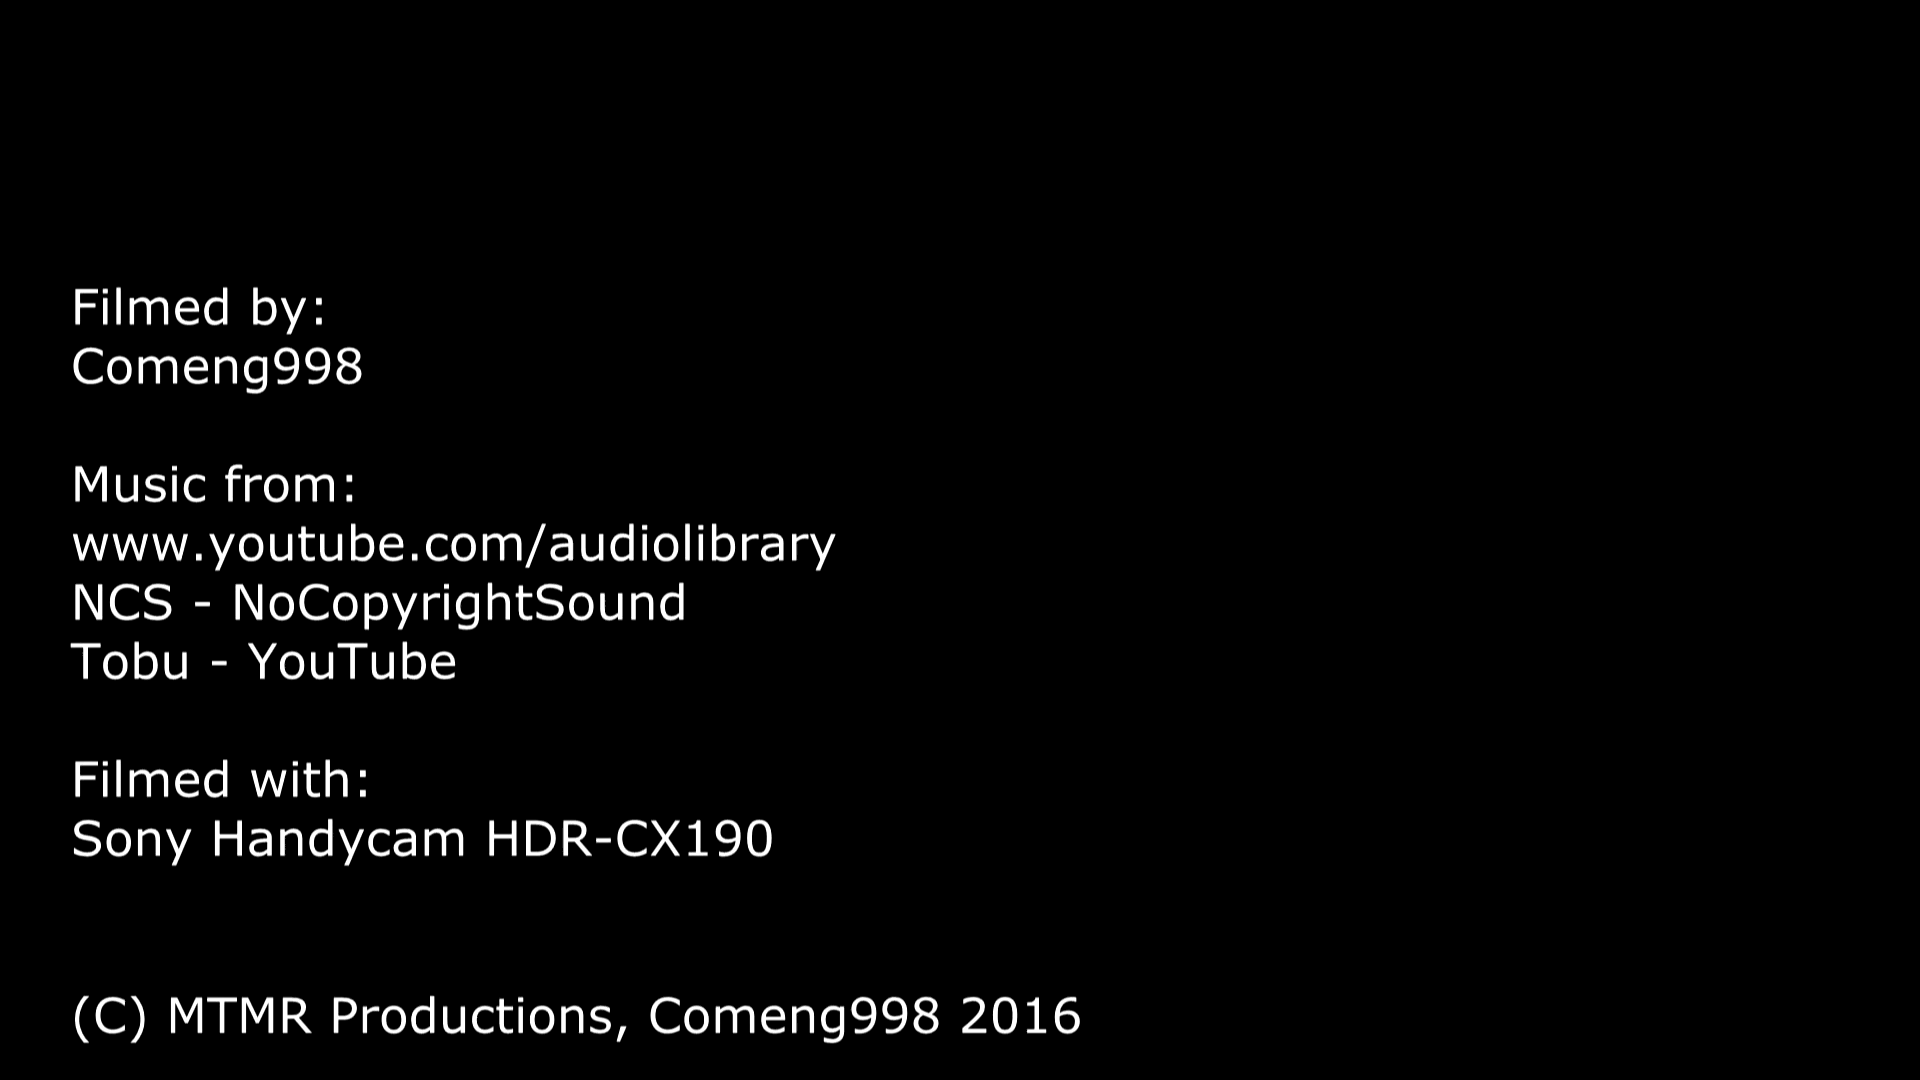 Filmed by:
Comeng998
Music from:
www.youtube.com/audiolibrary
NCS - NoCopyrightSound
Tobu - YouTube
Filmed with:
Sony Handycam HDR-CX190
(C) MTMR Productions, Comeng998 2016